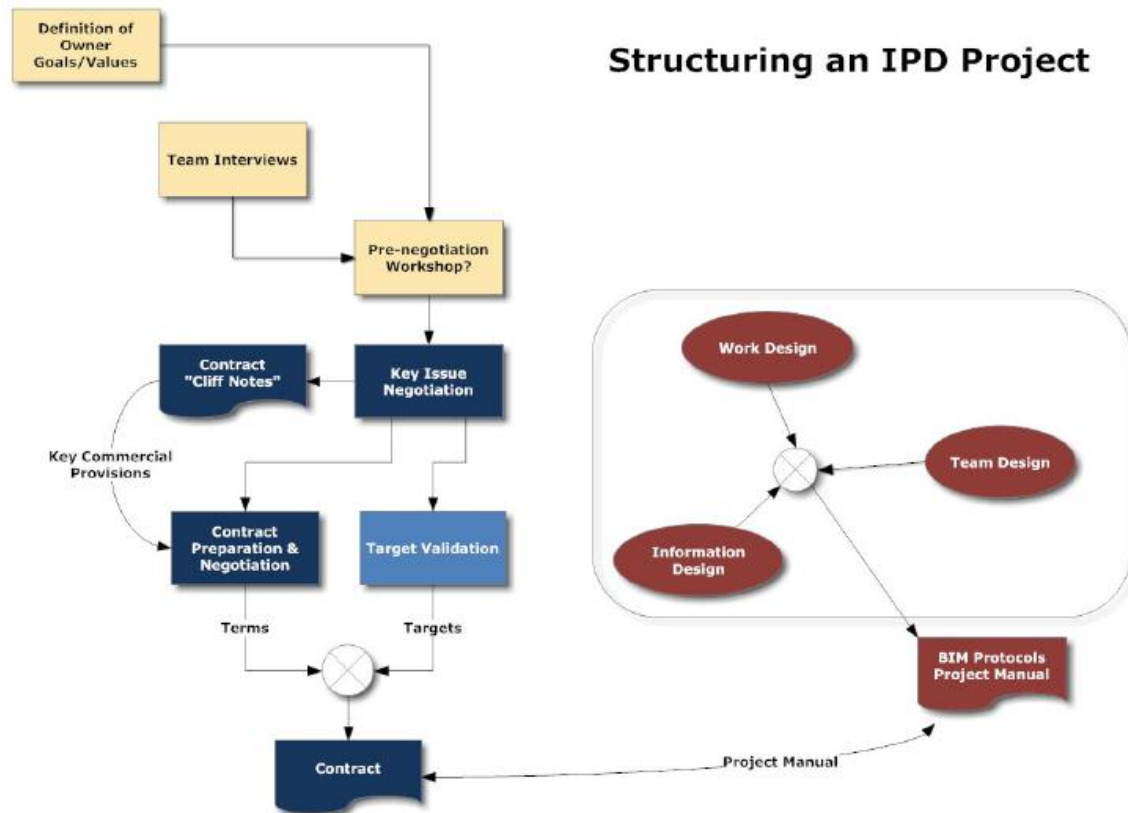 Definition of
Owner
Goals/Values
Structuring an IPD Project
Team Interviews
Pre-negotiation
Workshop?
Contract
"Cliff Notes"
Key Issue
Negotiation
Work Design
Key Commercial
Provisions
Team Design
Contract
Preparation &
Negotiation
Target Validation
Information
Design
Terms
Targets
BIM Protocols
Project Manual
Contract
Project Manual